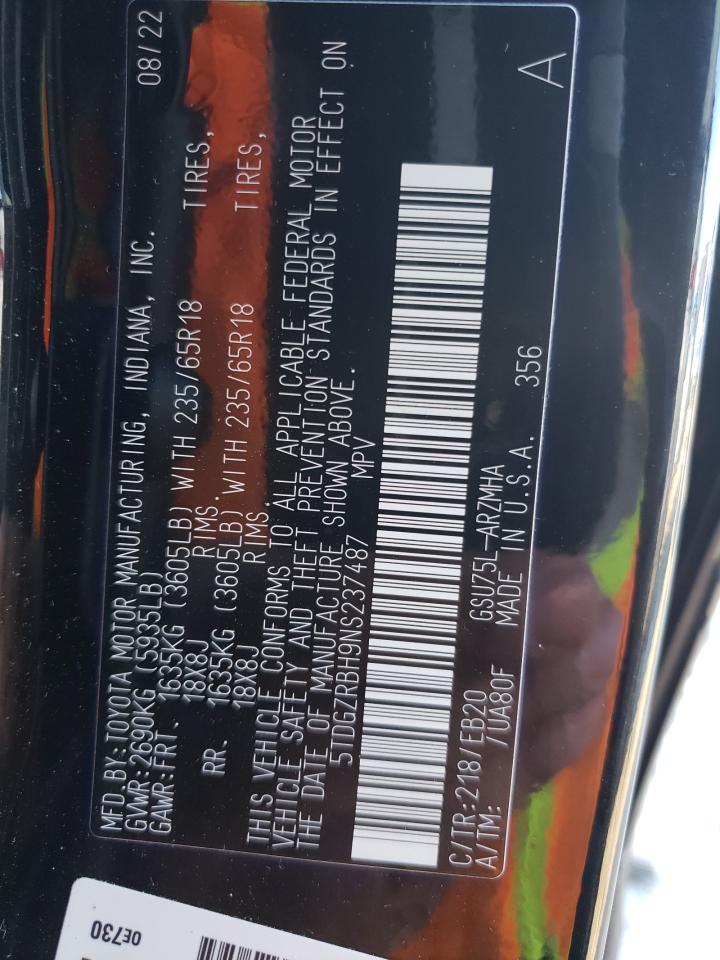 MFD.BY:TOYOTA MOTOR MANUFACTURING, INDIANA, INC. 08/22
GVWR:2690KG (5935LB)
GAWR:FRT. 1635KG (3605LB) WITH 235/65R18 TIRES,
18X8J RIMS.
RR. 1635KG (3605LB) WITH 235/65R18 TIRES,
18X8J RIMS.
THIS VEHICLE CONFORMS TO ALL APPLICABLE FEDERAL MOTOR
VEHICLE SAFETY AND THEFT PREVENTION STANDARDS IN EFFECT ON
THE DATE OF MANUFACTURE SHOWN ABOVE.
5TDGZRBH9NS237487 MPV
C/TR:218/EB20 GSU75L-ARZMHA
A/TM: /UA80F MADE IN U.S.A. 356
A
0E730